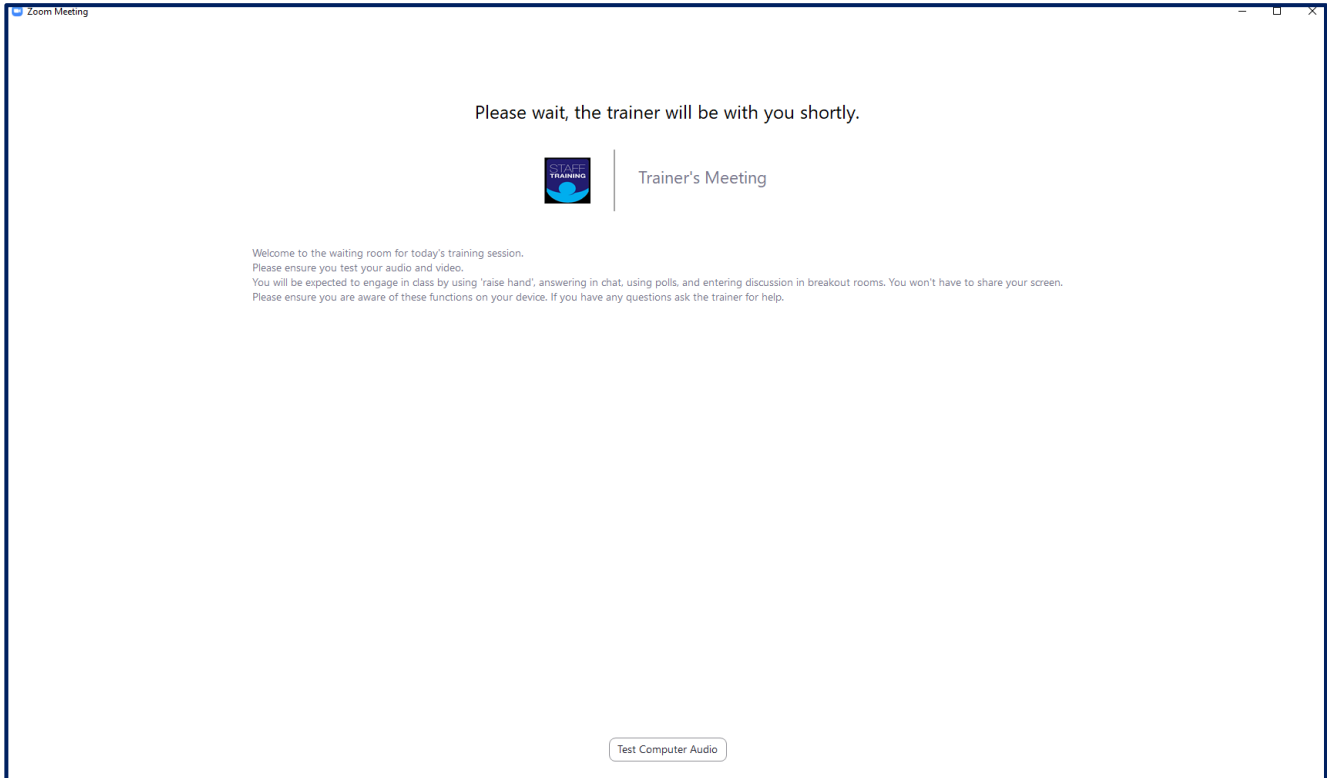 Zoom Meeting
Please wait, the trainer will be with you shortly.
STAFF
TRAINING
Trainer's Meeting
Welcome to the waiting room for today's training session.
Please ensure you test your audio and video.
You will be expected to engage in class by using 'raise hand', answering in chat, using polls, and entering discussion in breakout rooms. You won't have to share your screen.
Please ensure you are aware of these functions on your device. If you have any questions ask the trainer for help.
Test Computer Audio